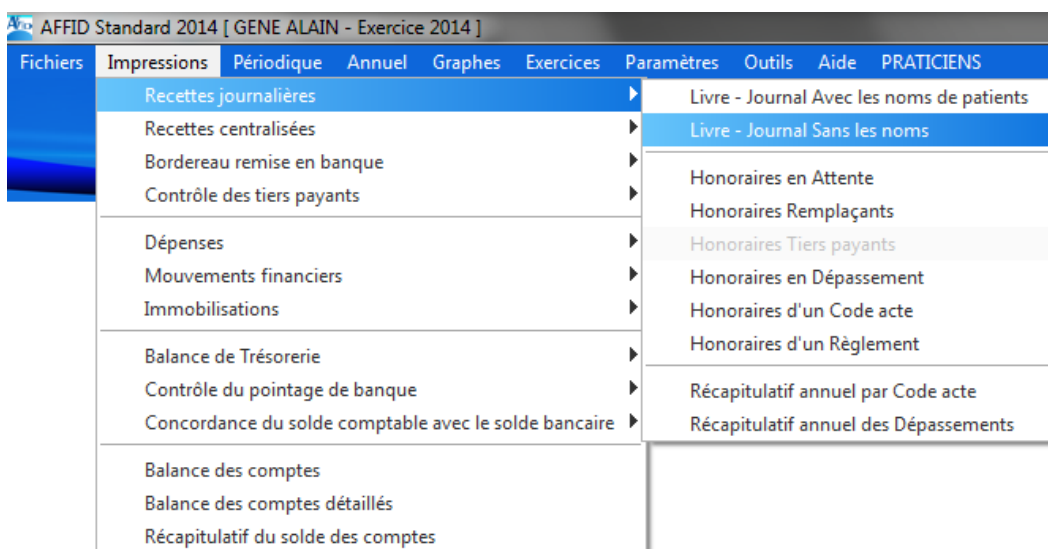 AFFID Standard 2014 [ GENE ALAIN - Exercice 2014 ]
Fichiers Impressions Périodique Annuel Graphes Exercices Paramètres Outils Aide PRATICIENS
Recettes journalières
Recettes centralisées
Bordereau remise en banque
Contrôle des tiers payants
Dépenses
Mouvements financiers
Immobilisations
Balance de Trésorerie
Contrôle du pointage de banque
Concordance du solde comptable avec le solde bancaire
Balance des comptes
Balance des comptes détaillés
Récapitulatif du solde des comptes
Livre - Journal Avec les noms de patients
Livre - Journal Sans les noms
Honoraires en Attente
Honoraires Remplaçants
Honoraires Tiers payants
Honoraires en Dépassement
Honoraires d'un Code acte
Honoraires d'un Règlement
Récapitulatif annuel par Code acte
Récapitulatif annuel des Dépassements